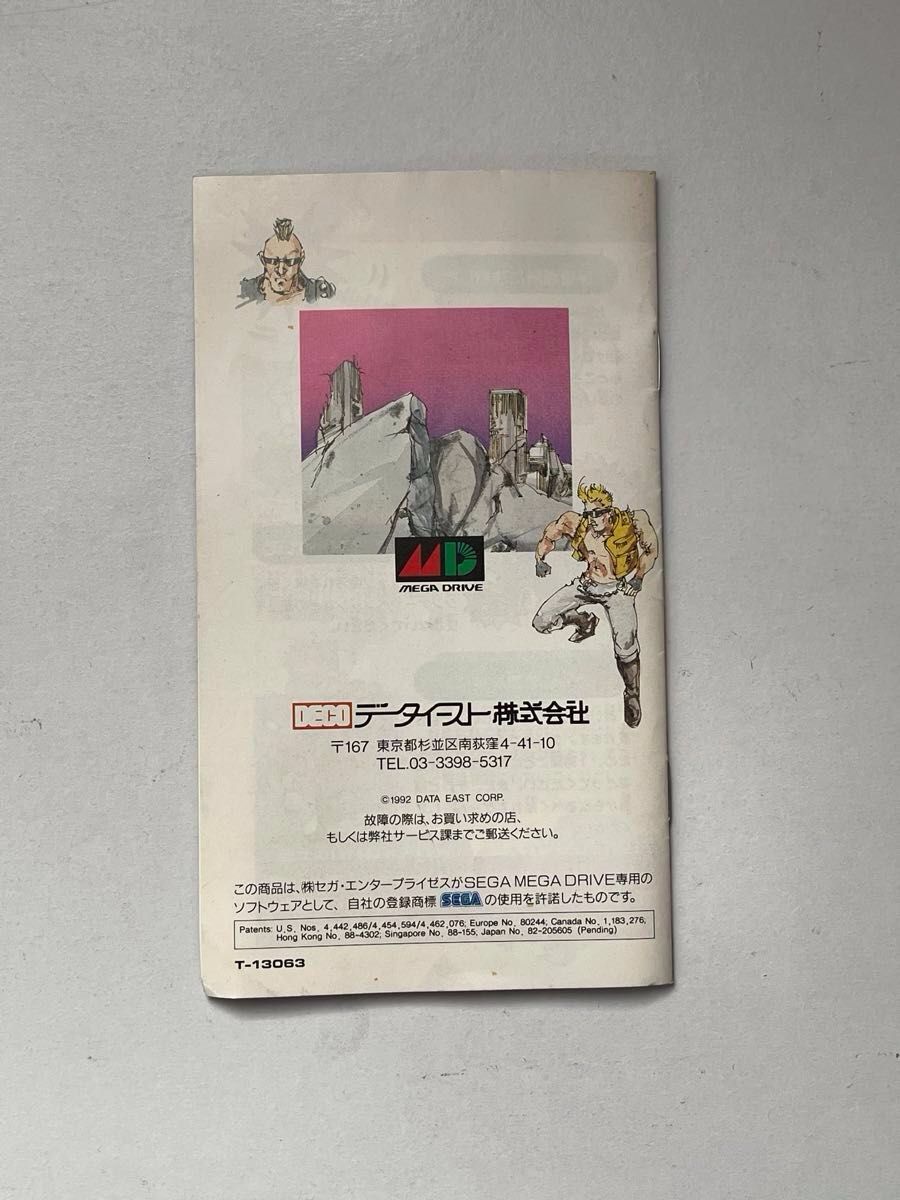 MEGA DRIVE
DECO データイースト株式会社
〒167 東京都杉並区南荻窪4-41-10
TEL.03-3398-5317
©1992 DATA EAST CORP.
故障の際は、お買い求めの店、
もしくは弊社サービス課までご郵送ください。
この商品は、㈱セガ・エンタープライゼスがSEGA MEGA DRIVE専用の
ソフトウェアとして、自社の登録商標 SEGA の使用を許諾したものです。
Patents: U.S. Nos. 4,442,486/4,454,594/4,462,076; Europe No. 80244; Canada No. 1,183,276;
Hong Kong No. 88-4302; Singapore No. 88-155; Japan No. 82-205605 (Pending)
T-13063